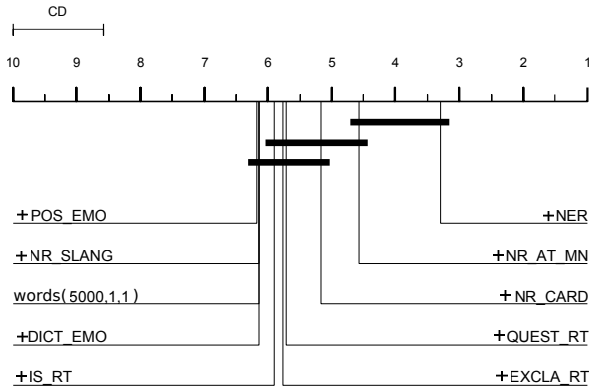 CD
10 9 8 7 6 5 4 3 2 1
+POS_EMO +NER
+NR_SLANG +NR_AT_MN
words(5000,1,1) +NR_CARD
+DICT_EMO +QUEST_RT
+IS_RT +EXCLA_RT